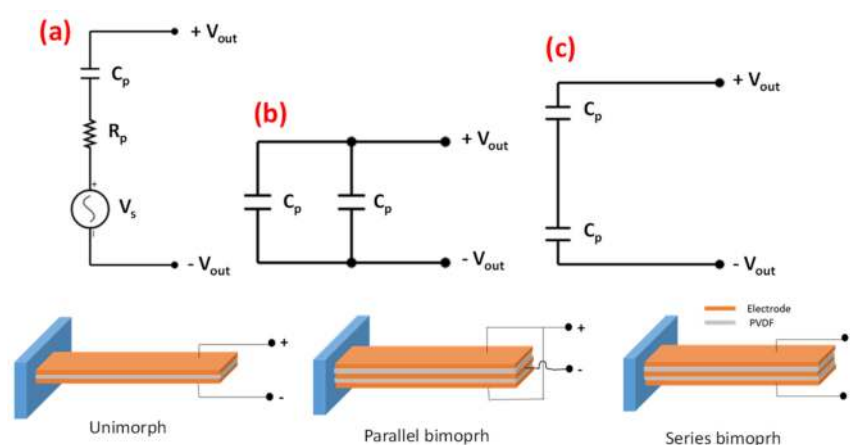 (a)
+ Vout
Cp
Rp
+
Vs
-
- Vout
(b)
+ Vout
Cp
Cp
- Vout
(c)
+ Vout
Cp
Cp
- Vout
Unimorph
+
-
Parallel bimoprh
+
-
Electrode
PVDF
Series bimoprh